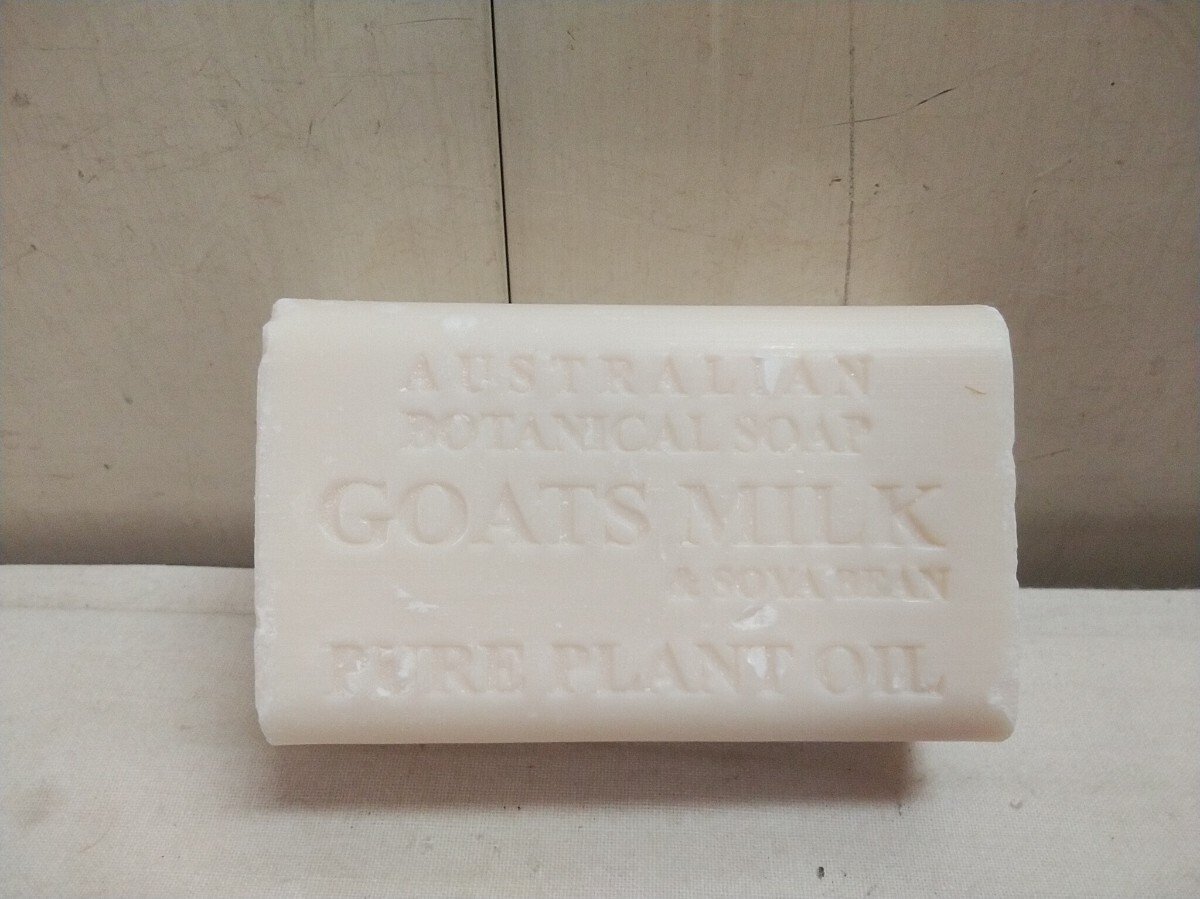 AUSTRALIAN
BOTANICAL SOAP
GOATS MILK
& SOYA BEAN
PURE PLANT OIL